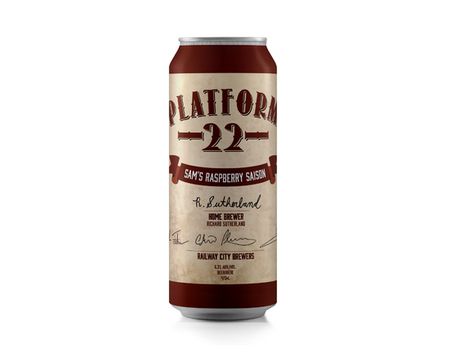 PLATFORM
22
SAM'S RASPBERRY SAISON
R. Sutherland
HOME BREWER
RICHARD SUTHERLAND
RAILWAY CITY BREWERS